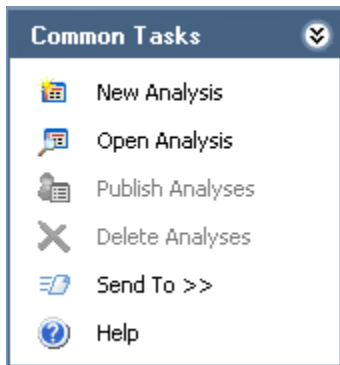 Common Tasks
New Analysis
Open Analysis
Publish Analyses
Delete Analyses
Send To >>
Help